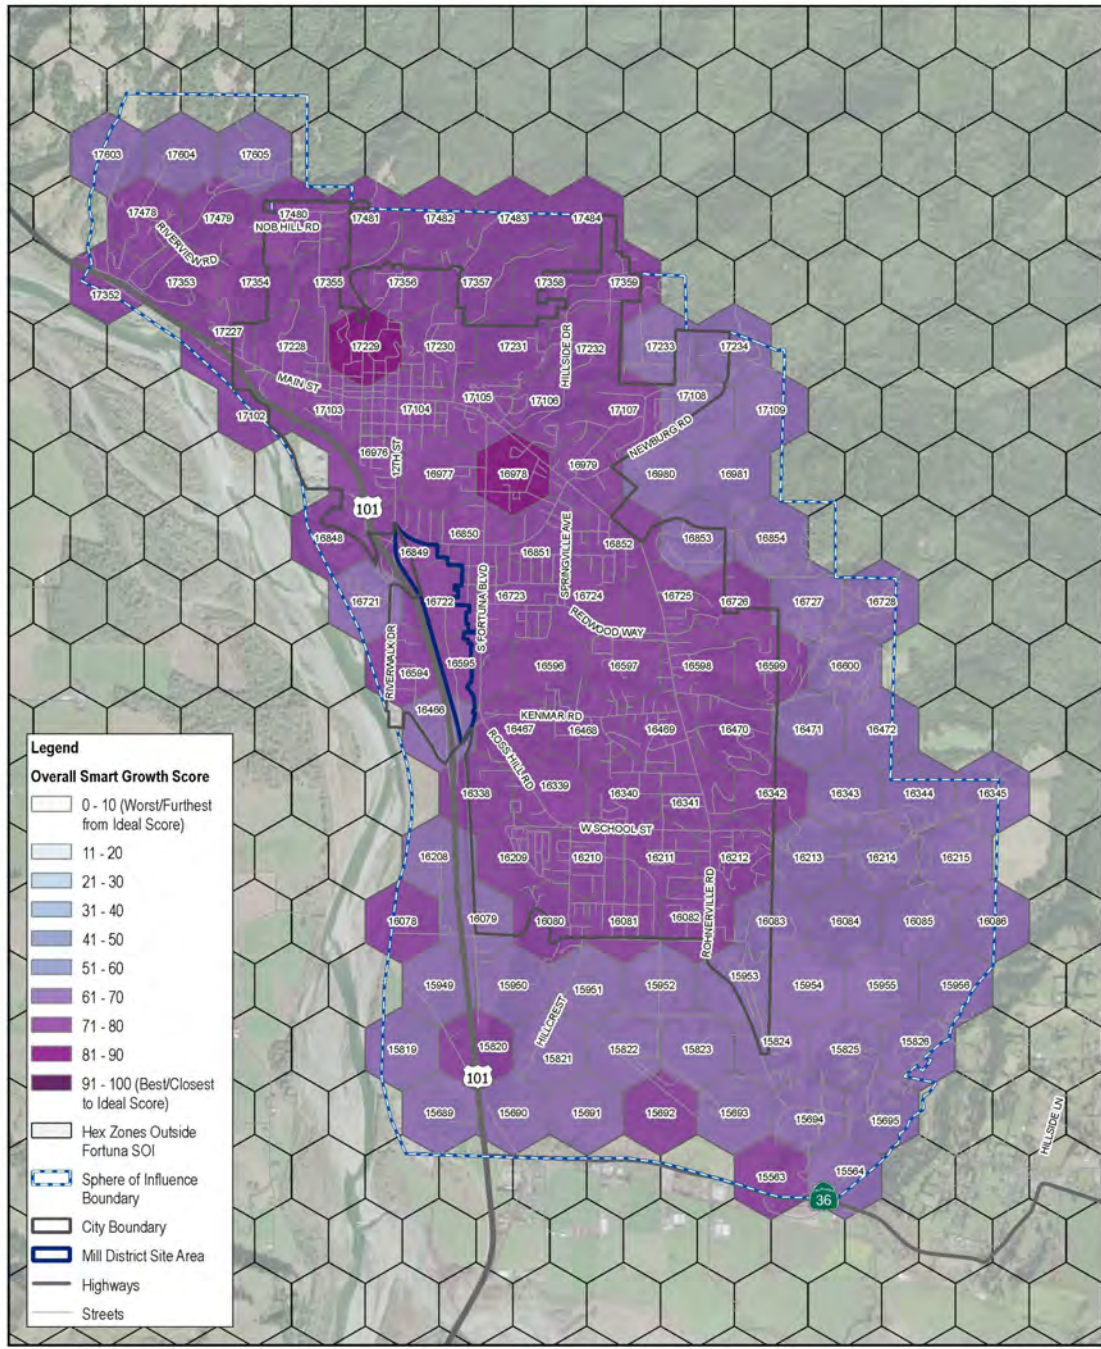 17603 17604 17605
17478 17479 17480 17481 17482 17483 17484
NOB HILL RD
RIVERVIEW RD
17352 17353 17354 17355 17356 17357 17358 17359
17227 17228 17229 17230 17231 17232 17233 17234
HILLSIDE DR
MAIN ST
17102 17103 17104 17105 17106 17107 17108 17109
NEWBURG RD
12TH ST
16976 16977 16978 16979 16980 16981
101
16848 16849 16850 16851 16852 16853 16854
SPRINGVILLE AVE
S FORTUNA BLVD
16721 16722 16723 16724 16725 16726 16727 16728
REDWOOD WAY
RIVERWALK DR
16594 16595 16596 16597 16598 16599 16600
KENMAR RD
16466 16467 16468 16469 16470 16471 16472
ROSS HILL RD
16338 16339 16340 16341 16342 16343 16344 16345
W SCHOOL ST
16208 16209 16210 16211 16212 16213 16214 16215
ROHNERVILLE RD
16078 16079 16080 16081 16082 16083 16084 16085 16086
15949 15950 15951 15952 15953 15954 15955 15956
HILLCREST
15819 15820 15821 15822 15823 15824 15825 15826
101
15689 15690 15691 15692 15693 15694 15695
HILLSIDE LN
15563 15564
36
Legend
Overall Smart Growth Score
0 - 10 (Worst/Furthest
from Ideal Score)
11 - 20
21 - 30
31 - 40
41 - 50
51 - 60
61 - 70
71 - 80
81 - 90
91 - 100 (Best/Closest
to Ideal Score)
Hex Zones Outside
Fortuna SOI
Sphere of Influence
Boundary
City Boundary
Mill District Site Area
Highways
Streets